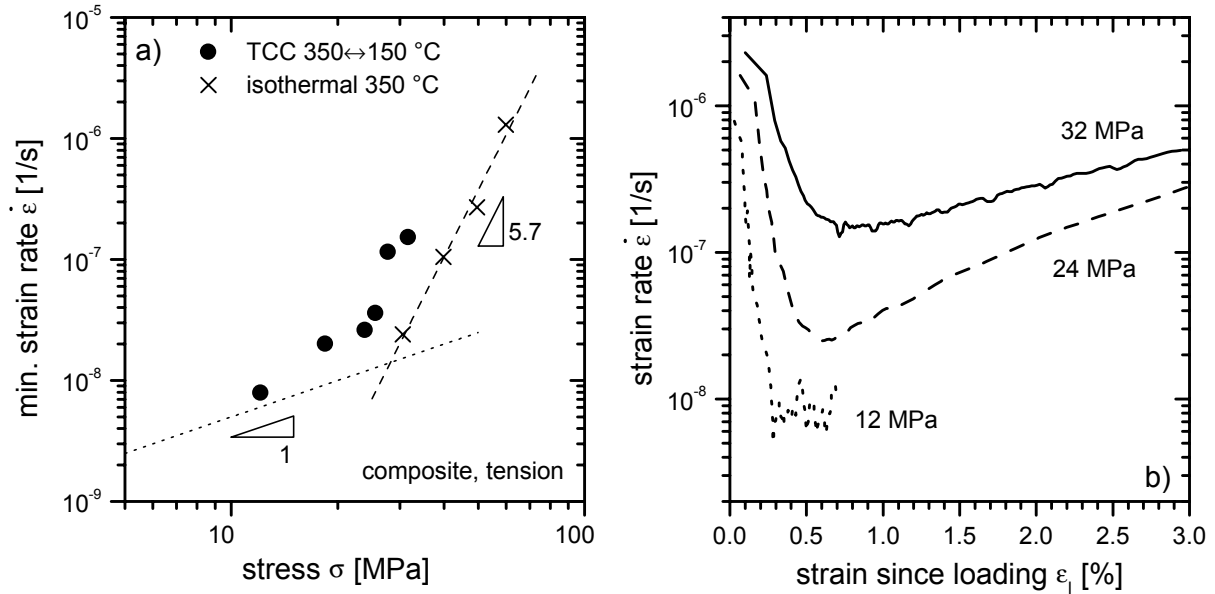 a)
TCC 350↔150 °C
isothermal 350 °C
10⁻⁵
10⁻⁶
10⁻⁷
10⁻⁸
10⁻⁹
min. strain rate ε̇ [1/s]
5.7
1
composite, tension
10
100
stress σ [MPa]
10⁻⁶
10⁻⁷
10⁻⁸
strain rate ε̇ [1/s]
32 MPa
24 MPa
12 MPa
b)
0.0 0.5 1.0 1.5 2.0 2.5 3.0
strain since loading εₗ [%]